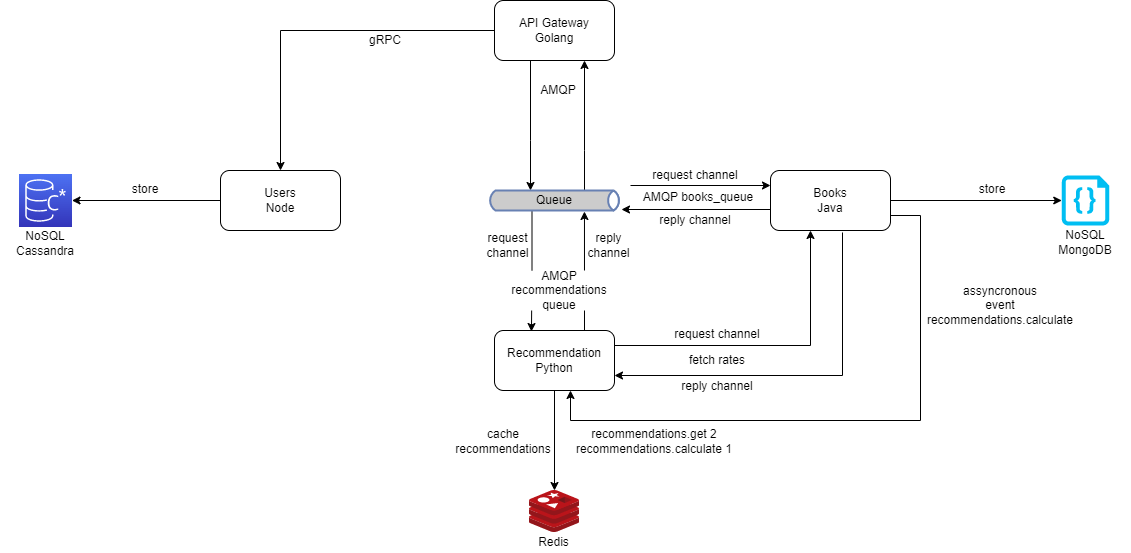 API Gateway
Golang
gRPC
AMQP
request channel
store
Users
Node
Queue
AMQP books_queue
Books
Java
store
reply channel
C*
NoSQL
Cassandra
{}
NoSQL
MongoDB
request
channel
reply
channel
AMQP
recommendations
queue
assyncronous
event
recommendations.calculate
request channel
Recommendation
Python
fetch rates
reply channel
cache
recommendations
recommendations.get 2
recommendations.calculate 1
Redis